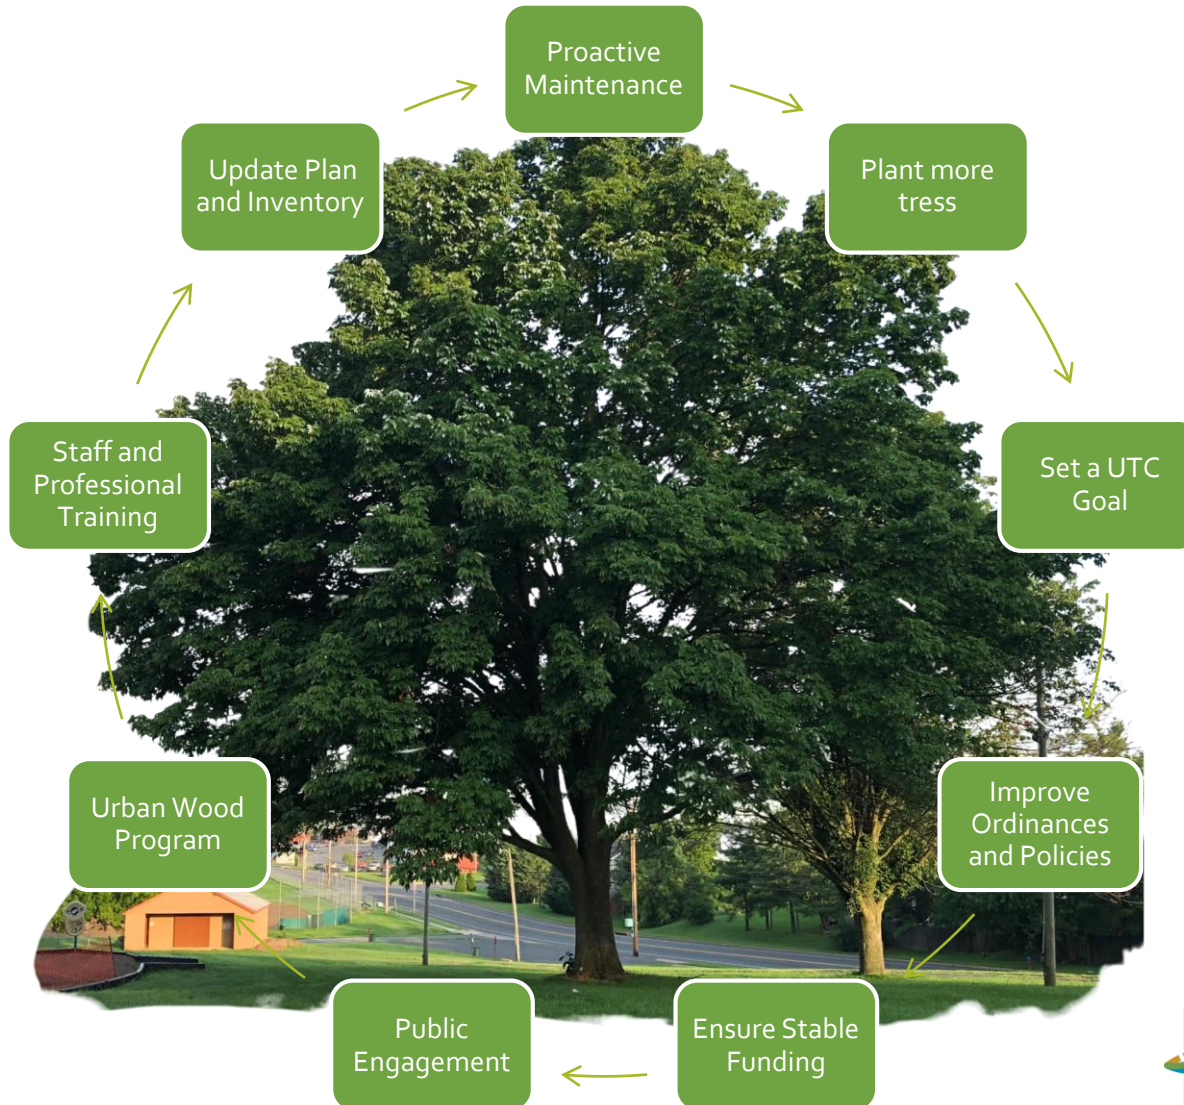 Proactive
Maintenance
Plant more
tress
Set a UTC
Goal
Improve
Ordinances
and Policies
Ensure Stable
Funding
Public
Engagement
Urban Wood
Program
Staff and
Professional
Training
Update Plan
and Inventory